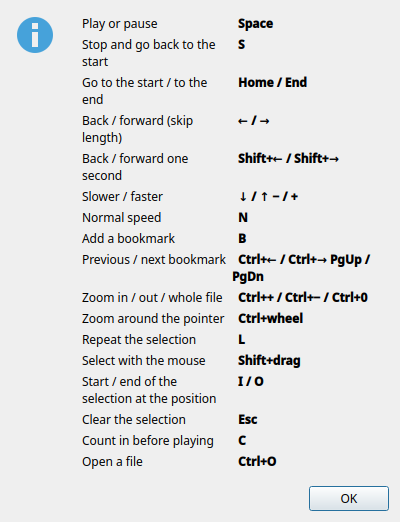 Play or pause Space
Stop and go back to the S
start
Go to the start / to the Home / End
end
Back / forward (skip ← / →
length)
Back / forward one Shift+← / Shift+→
second
Slower / faster ↓ / ↑ − / +
Normal speed N
Add a bookmark B
Previous / next bookmark Ctrl+← / Ctrl+→ PgUp /
PgDn
Zoom in / out / whole file Ctrl++ / Ctrl+− / Ctrl+0
Zoom around the pointer Ctrl+wheel
Repeat the selection L
Select with the mouse Shift+drag
Start / end of the I / O
selection at the position
Clear the selection Esc
Count in before playing C
Open a file Ctrl+O
OK